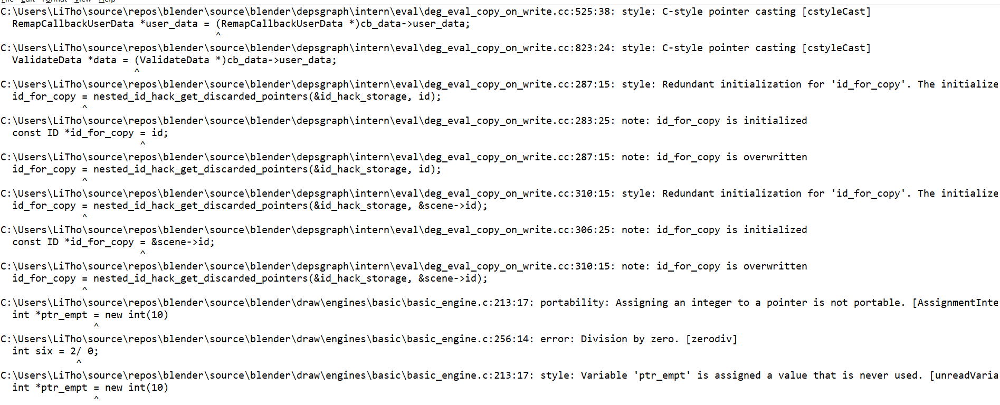 File Edit Format View Help
C:\Users\LiTho\source\repos\blender\source\blender\depsgraph\intern\eval\deg_eval_copy_on_write.cc:525:38: style: C-style pointer casting [cstyleCast]
  RemapCallbackUserData *user_data = (RemapCallbackUserData *)cb_data->user_data;
^
C:\Users\LiTho\source\repos\blender\source\blender\depsgraph\intern\eval\deg_eval_copy_on_write.cc:823:24: style: C-style pointer casting [cstyleCast]
  ValidateData *data = (ValidateData *)cb_data->user_data;
^
C:\Users\LiTho\source\repos\blender\source\blender\depsgraph\intern\eval\deg_eval_copy_on_write.cc:287:15: style: Redundant initialization for 'id_for_copy'. The initialize
  id_for_copy = nested_id_hack_get_discarded_pointers(&id_hack_storage, id);
^
C:\Users\LiTho\source\repos\blender\source\blender\depsgraph\intern\eval\deg_eval_copy_on_write.cc:283:25: note: id_for_copy is initialized
  const ID *id_for_copy = id;
^
C:\Users\LiTho\source\repos\blender\source\blender\depsgraph\intern\eval\deg_eval_copy_on_write.cc:287:15: note: id_for_copy is overwritten
  id_for_copy = nested_id_hack_get_discarded_pointers(&id_hack_storage, id);
^
C:\Users\LiTho\source\repos\blender\source\blender\depsgraph\intern\eval\deg_eval_copy_on_write.cc:310:15: style: Redundant initialization for 'id_for_copy'. The initialize
  id_for_copy = nested_id_hack_get_discarded_pointers(&id_hack_storage, &scene->id);
^
C:\Users\LiTho\source\repos\blender\source\blender\depsgraph\intern\eval\deg_eval_copy_on_write.cc:306:25: note: id_for_copy is initialized
  const ID *id_for_copy = &scene->id;
^
C:\Users\LiTho\source\repos\blender\source\blender\depsgraph\intern\eval\deg_eval_copy_on_write.cc:310:15: note: id_for_copy is overwritten
  id_for_copy = nested_id_hack_get_discarded_pointers(&id_hack_storage, &scene->id);
^
C:\Users\LiTho\source\repos\blender\source\blender\draw\engines\basic\basic_engine.c:213:17: portability: Assigning an integer to a pointer is not portable. [AssignmentInte
  int *ptr_empt = new int(10)
^
C:\Users\LiTho\source\repos\blender\source\blender\draw\engines\basic\basic_engine.c:256:14: error: Division by zero. [zerodiv]
  int six = 2/ 0;
^
C:\Users\LiTho\source\repos\blender\source\blender\draw\engines\basic\basic_engine.c:213:17: style: Variable 'ptr_empt' is assigned a value that is never used. [unreadVaria
  int *ptr_empt = new int(10)
^